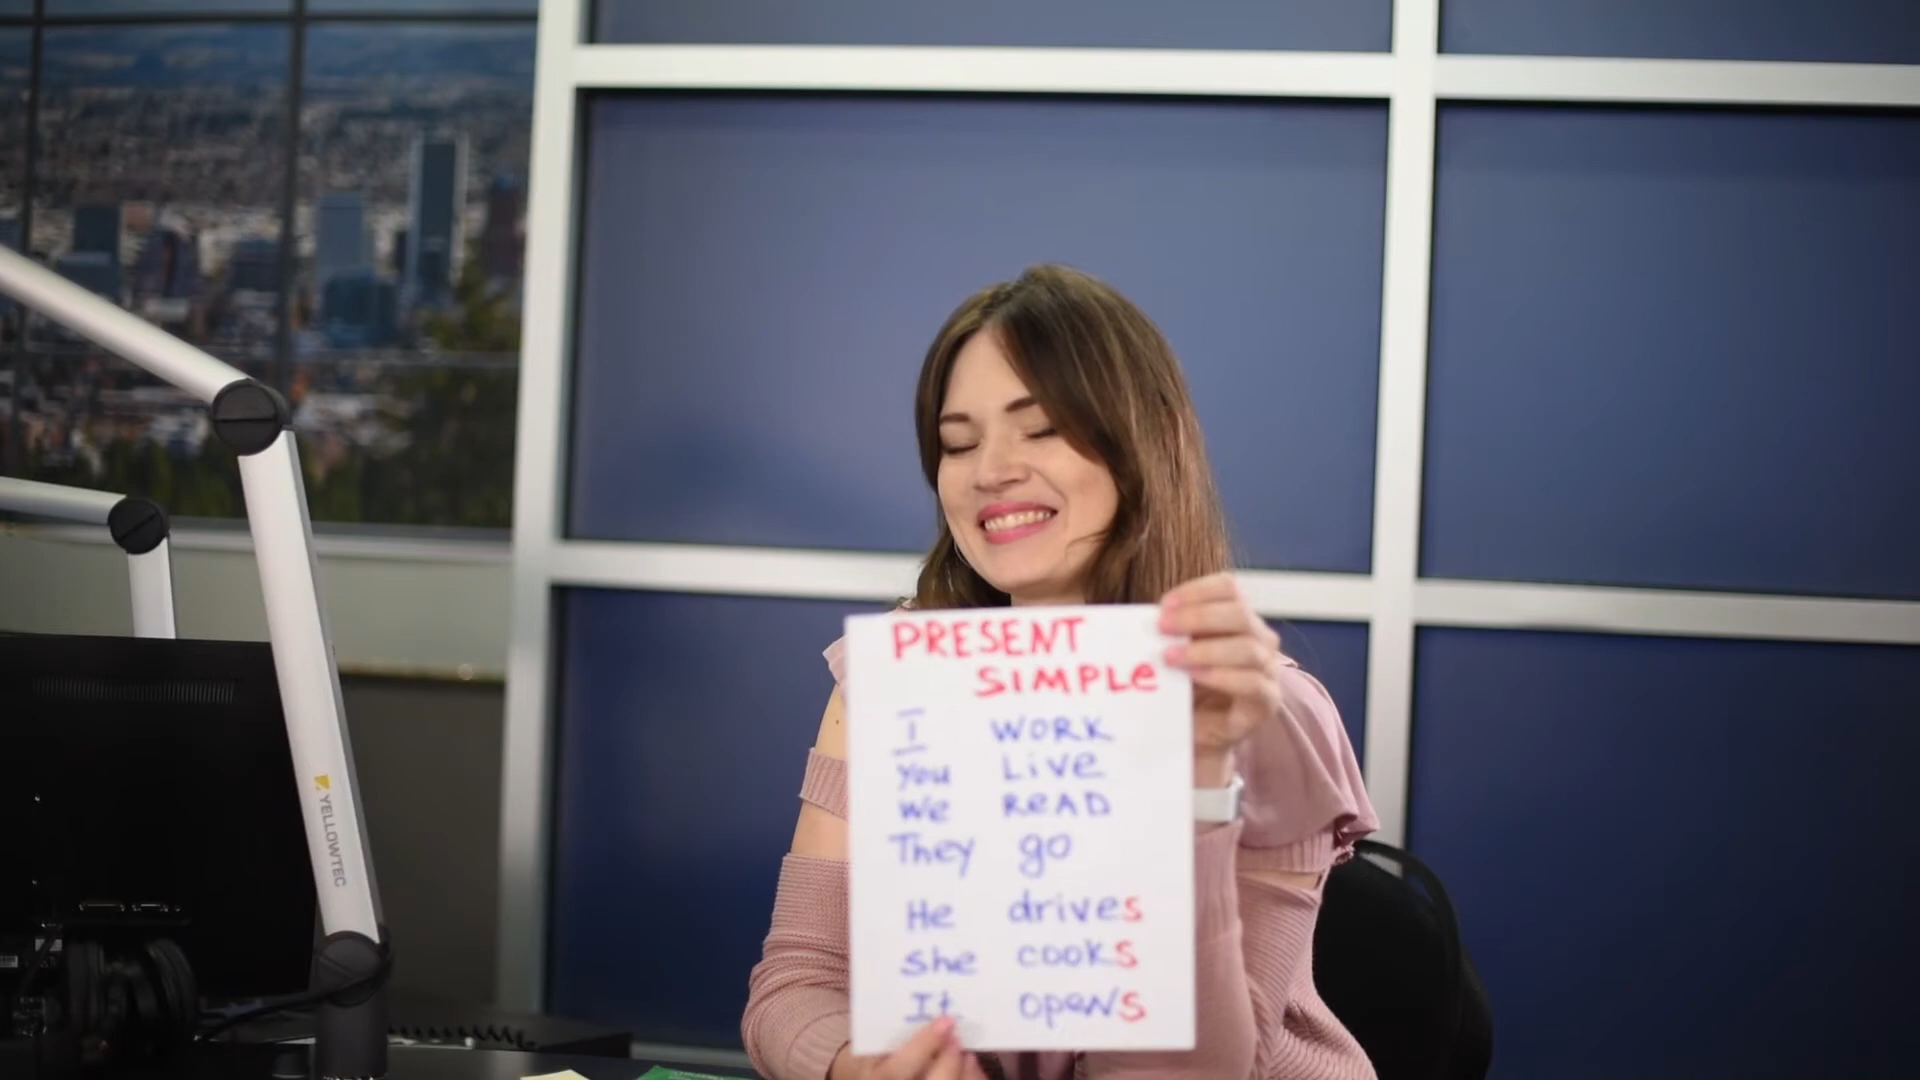 PRESENT
SIMPLe
I WORK
you Live
We ReAD
They go
He drives
she cooks
It opens
YELLOWTEC